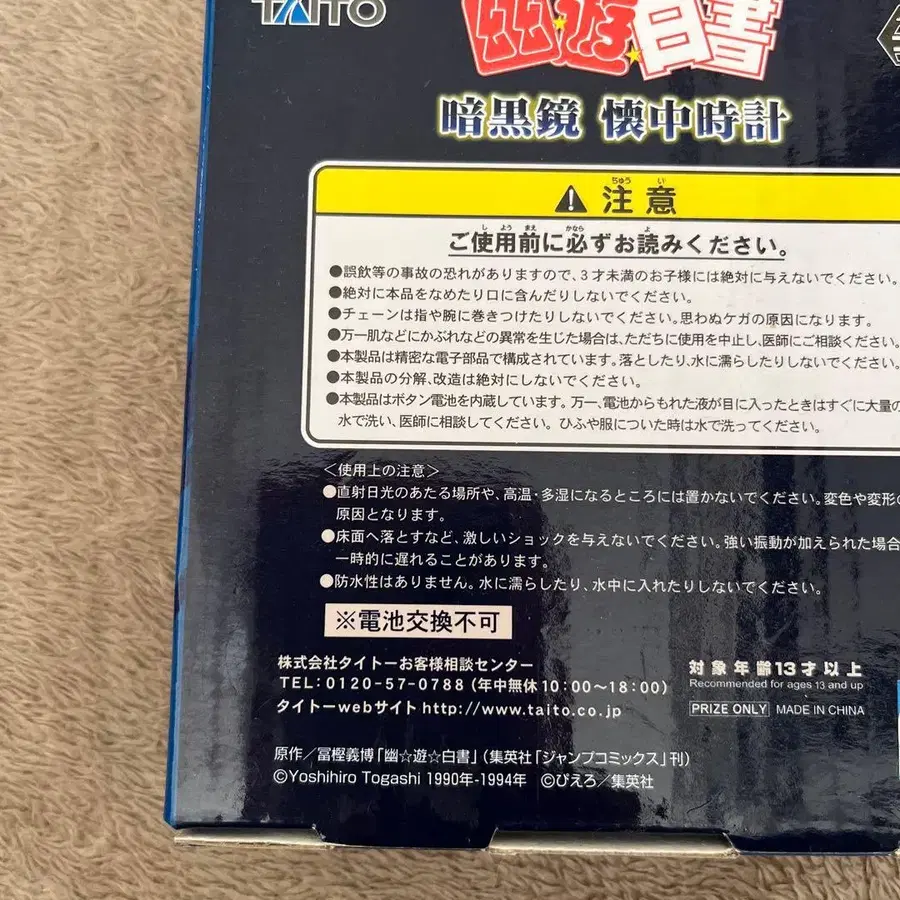 TAITO
幽☆遊☆白書
暗黒鏡 懐中時計
ちゅう い
注意
し よう まえ かなら よ
ご使用前に必ずお読みください。
●誤飲等の事故の恐れがありますので、3才未満のお子様には絶対に与えないでください。
●絶対に本品をなめたり口に含んだりしないでください。
●チェーンは指や腕に巻きつけたりしないでください。思わぬケガの原因になります。
●万一肌などにかぶれなどの異常を生じた場合は、ただちに使用を中止し、医師にご相談ください。
●本製品は精密な電子部品で構成されています。落としたり、水に濡らしたりしないでください。
●本製品の分解、改造は絶対にしないでください。
●本製品はボタン電池を内蔵しています。万一、電池からもれた液が目に入ったときはすぐに大量の
水で洗い、医師に相談してください。ひふや服についた時は水で洗ってください。
＜使用上の注意＞
●直射日光のあたる場所や、高温・多湿になるところには置かないでください。変色や変形の
原因となります。
●床面へ落とすなど、激しいショックを与えないでください。強い振動が加えられた場合
一時的に遅れることがあります。
●防水性はありません。水に濡らしたり、水中に入れたりしないでください。
※電池交換不可
株式会社タイトーお客様相談センター
TEL:0120-57-0788(年中無休10:00～18:00)
タイトーwebサイト http://www.taito.co.jp
対象年齢13才以上
Recommended for ages 13 and up
PRIZE ONLY MADE IN CHINA
原作／冨樫義博「幽☆遊☆白書」(集英社「ジャンプコミックス」刊)
©Yoshihiro Togashi 1990年-1994年 ©ぴえろ／集英社